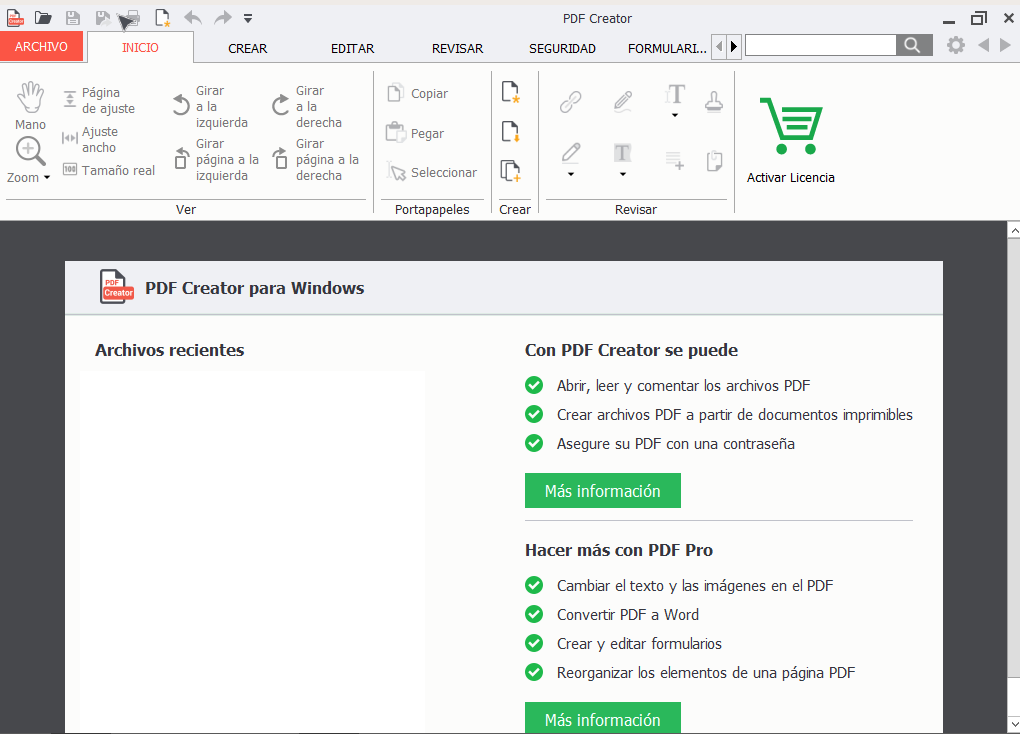 PDF Creator
ARCHIVO
INICIO
CREAR
EDITAR
REVISAR
SEGURIDAD
FORMULARI...
Mano
Zoom
Página
de ajuste
Ajuste
ancho
Tamaño real
Girar
a la
izquierda
Girar
página a la
izquierda
Girar
a la
derecha
Girar
página a la
derecha
Ver
Copiar
Pegar
Seleccionar
Portapapeles
Crear
Revisar
Activar Licencia
PDF
Creator
PDF Creator para Windows
Archivos recientes
Con PDF Creator se puede
Abrir, leer y comentar los archivos PDF
Crear archivos PDF a partir de documentos imprimibles
Asegure su PDF con una contraseña
Más información
Hacer más con PDF Pro
Cambiar el texto y las imágenes en el PDF
Convertir PDF a Word
Crear y editar formularios
Reorganizar los elementos de una página PDF
Más información